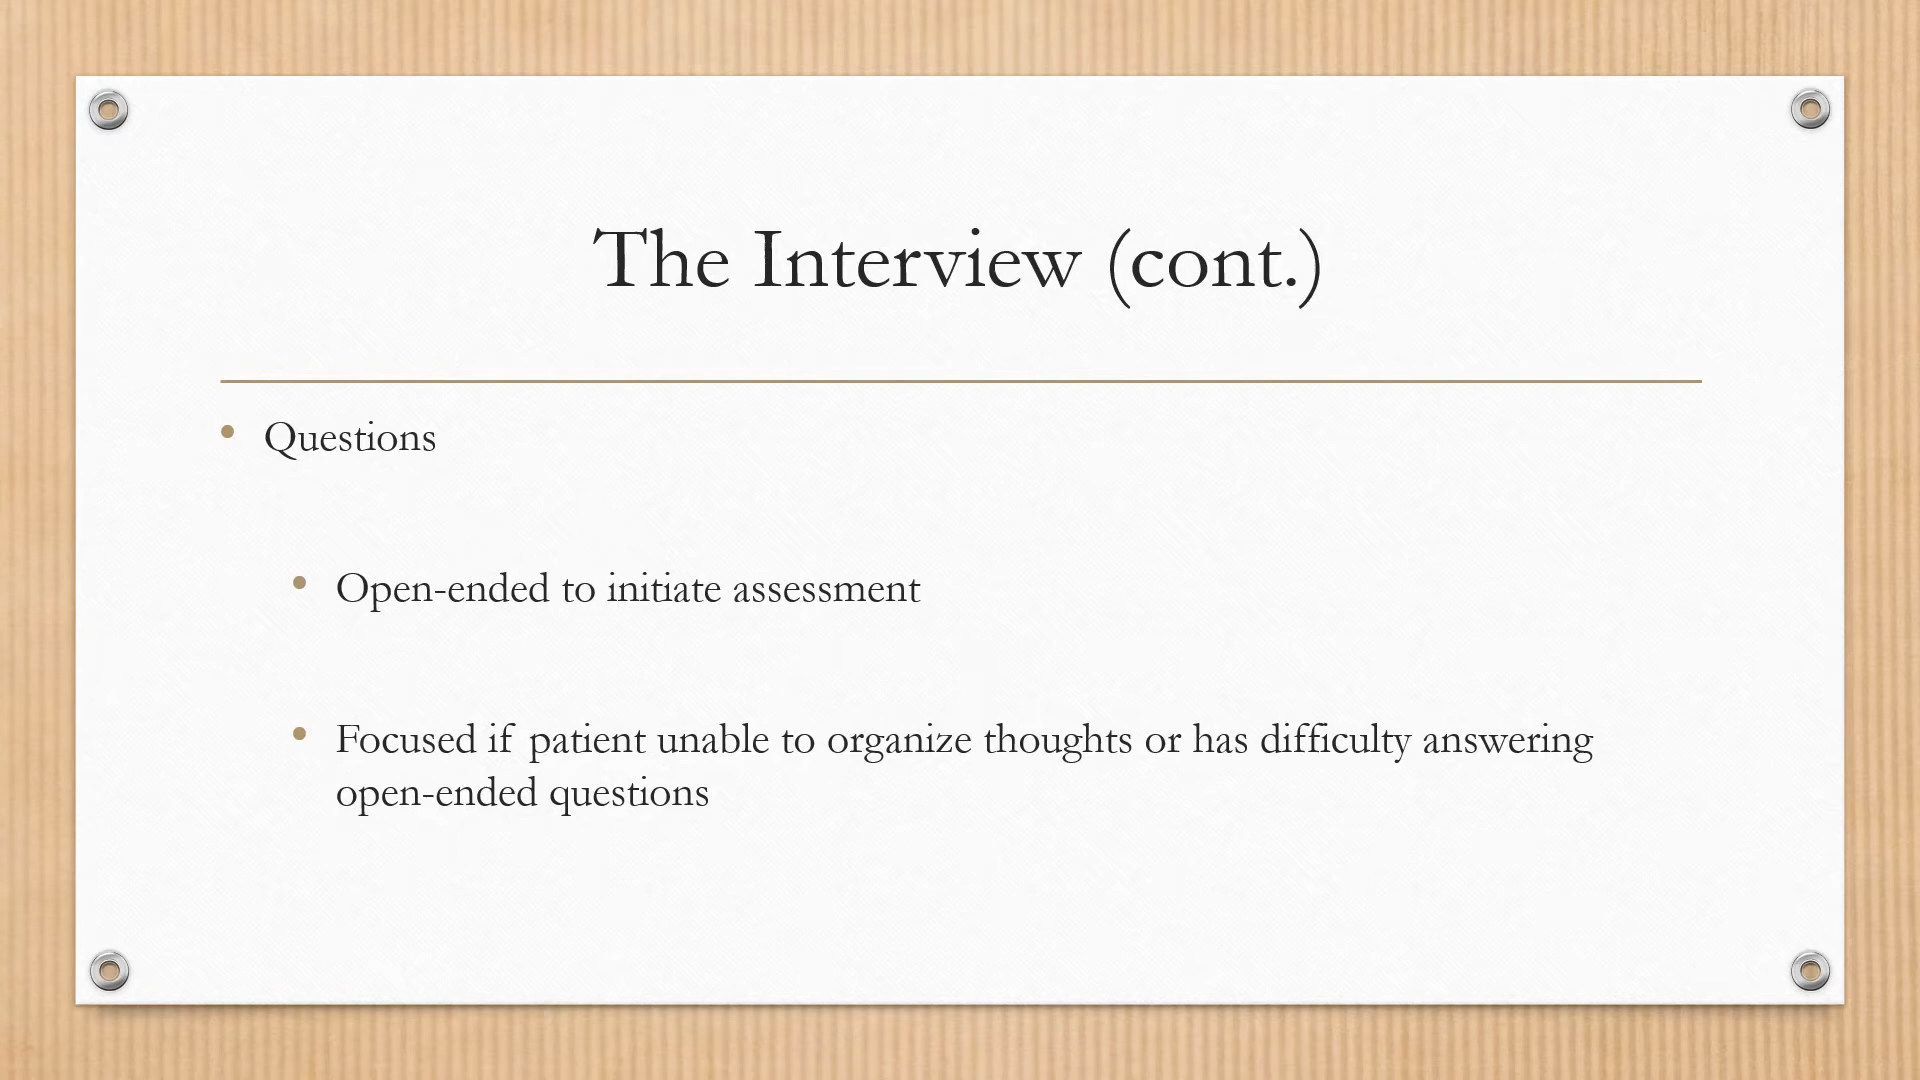 The Interview (cont.)
• Questions
• Open-ended to initiate assessment
• Focused if patient unable to organize thoughts or has difficulty answering
open-ended questions